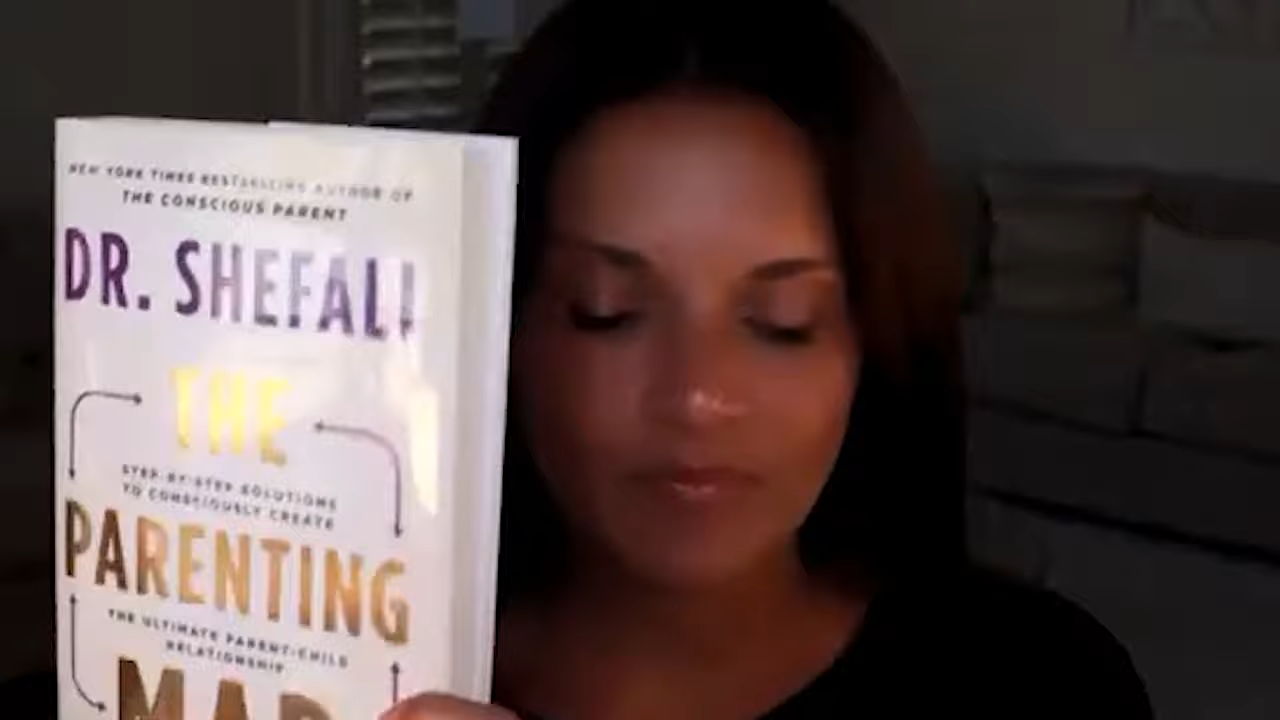 NEW YORK TIMES BESTSELLING AUTHOR OF
THE CONSCIOUS PARENT
DR. SHEFALI
THE
STEP-BY-STEP SOLUTIONS
TO CONSCIOUSLY CREATE
PARENTING
THE ULTIMATE PARENT-CHILD
RELATIONSHIP
MAP